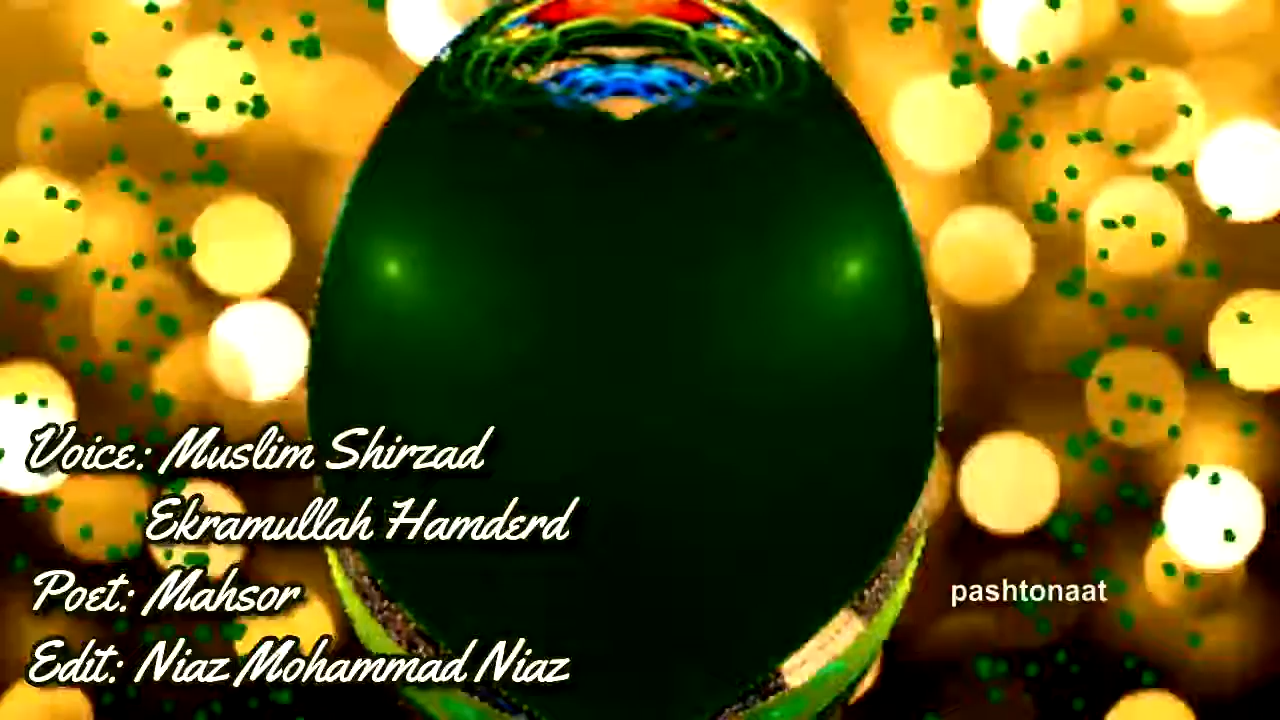 Voice: Muslim Shirzad
Ekramullah Hamderd
Poet: Mahsor
pashtonaat
Edit: Niaz Mohammad Niaz